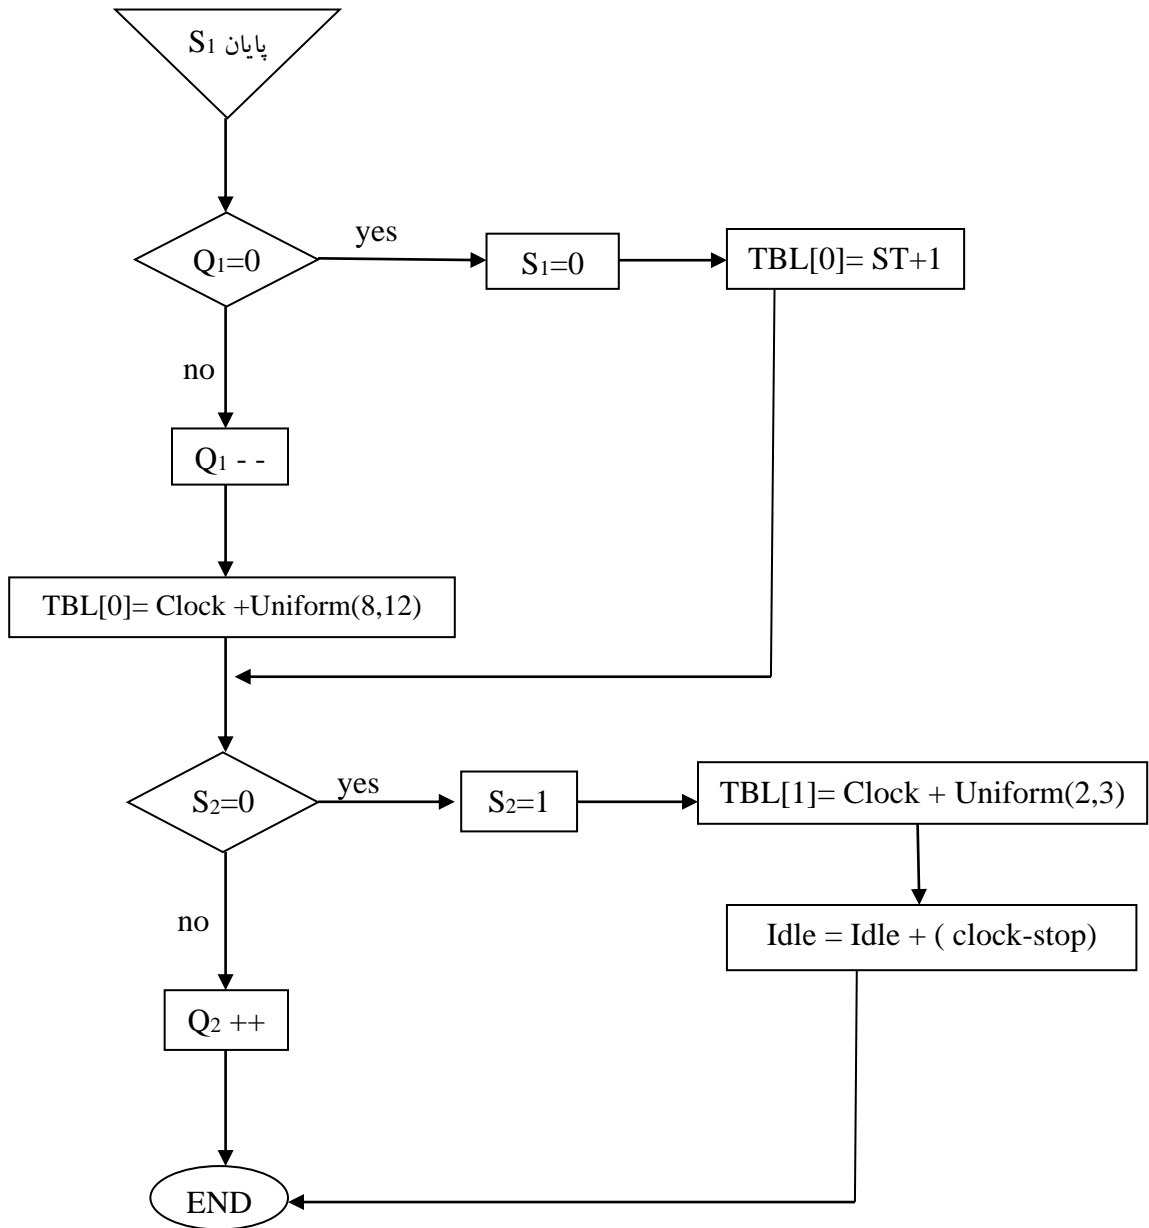 پایان S₁
Q₁=0
yes
S₁=0
TBL[0]= ST+1
no
Q₁ - -
TBL[0]= Clock +Uniform(8,12)
S₂=0
yes
S₂=1
TBL[1]= Clock + Uniform(2,3)
no
Idle = Idle + ( clock-stop)
Q₂ ++
END